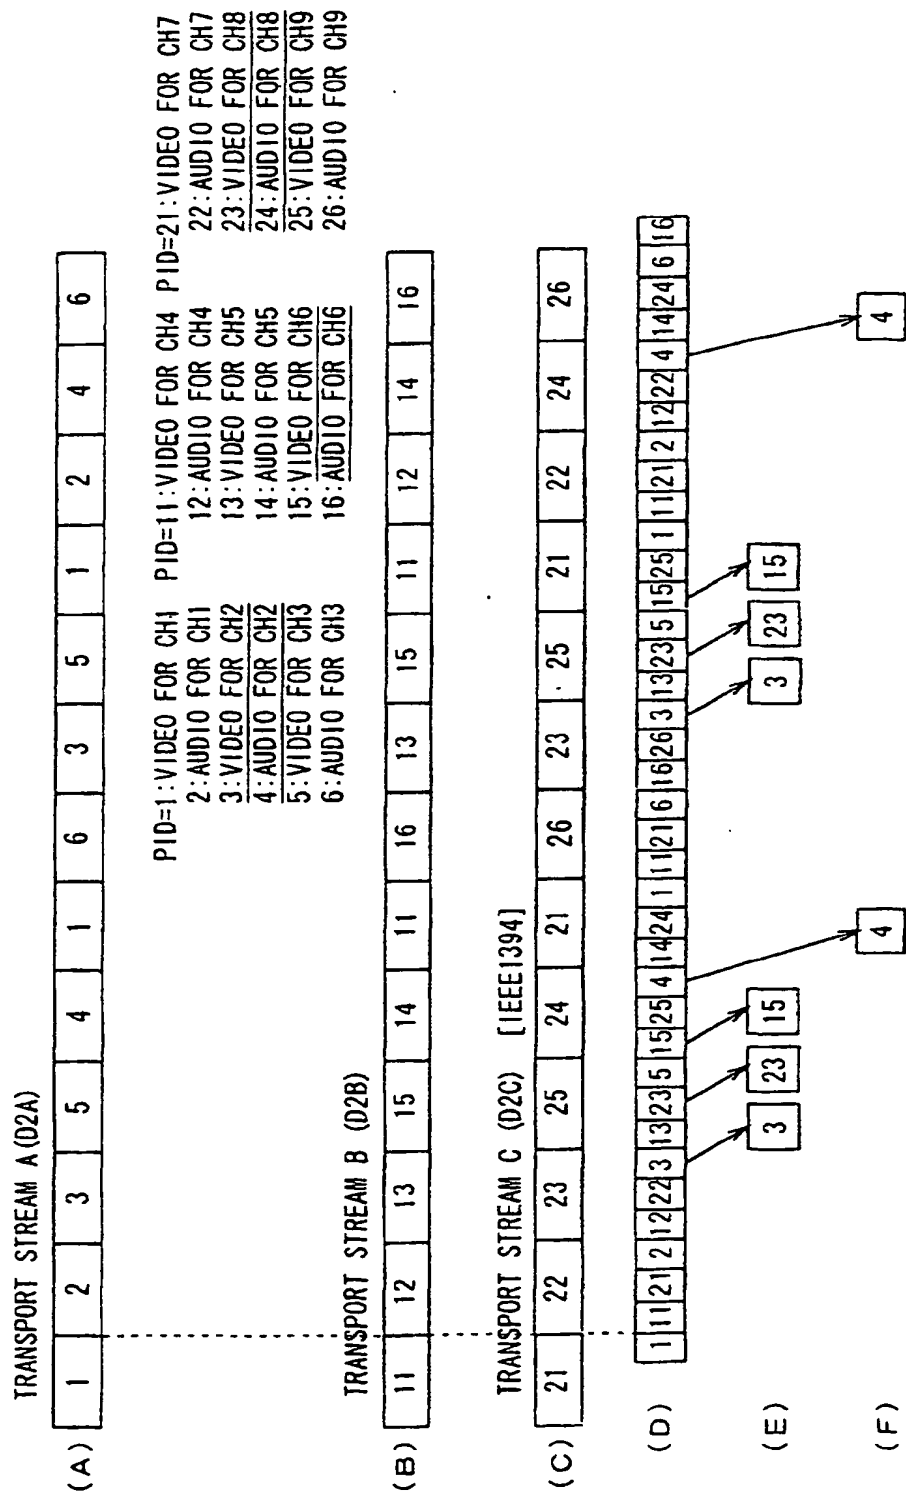 TRANSPORT STREAM A(D2A)
(A) 1 2 3 5 4 1 6 3 5 1 2 4 6
PID=1:VIDEO FOR CH1 PID=11:VIDEO FOR CH4 PID=21:VIDEO FOR CH7
2:AUDIO FOR CH1 12:AUDIO FOR CH4 22:AUDIO FOR CH7
3:VIDEO FOR CH2 13:VIDEO FOR CH5 23:VIDEO FOR CH8
4:AUDIO FOR CH2 14:AUDIO FOR CH5 24:AUDIO FOR CH8
5:VIDEO FOR CH3 15:VIDEO FOR CH6 25:VIDEO FOR CH9
6:AUDIO FOR CH3 16:AUDIO FOR CH6 26:AUDIO FOR CH9
TRANSPORT STREAM B (D2B)
(B) 11 12 13 15 14 11 16 13 15 11 12 14 16
TRANSPORT STREAM C (D2C) [IEEE1394]
(C) 21 22 23 25 24 21 26 23 25 21 22 24 26
(D) 1 11 21 2 12 22 3 13 23 5 15 25 4 14 24 1 11 21 6 16 26 3 13 23 5 15 25 1 11 21 2 12 22 4 14 24 6 16
(E) 3 23 15 3 23 15
(F) 4 4